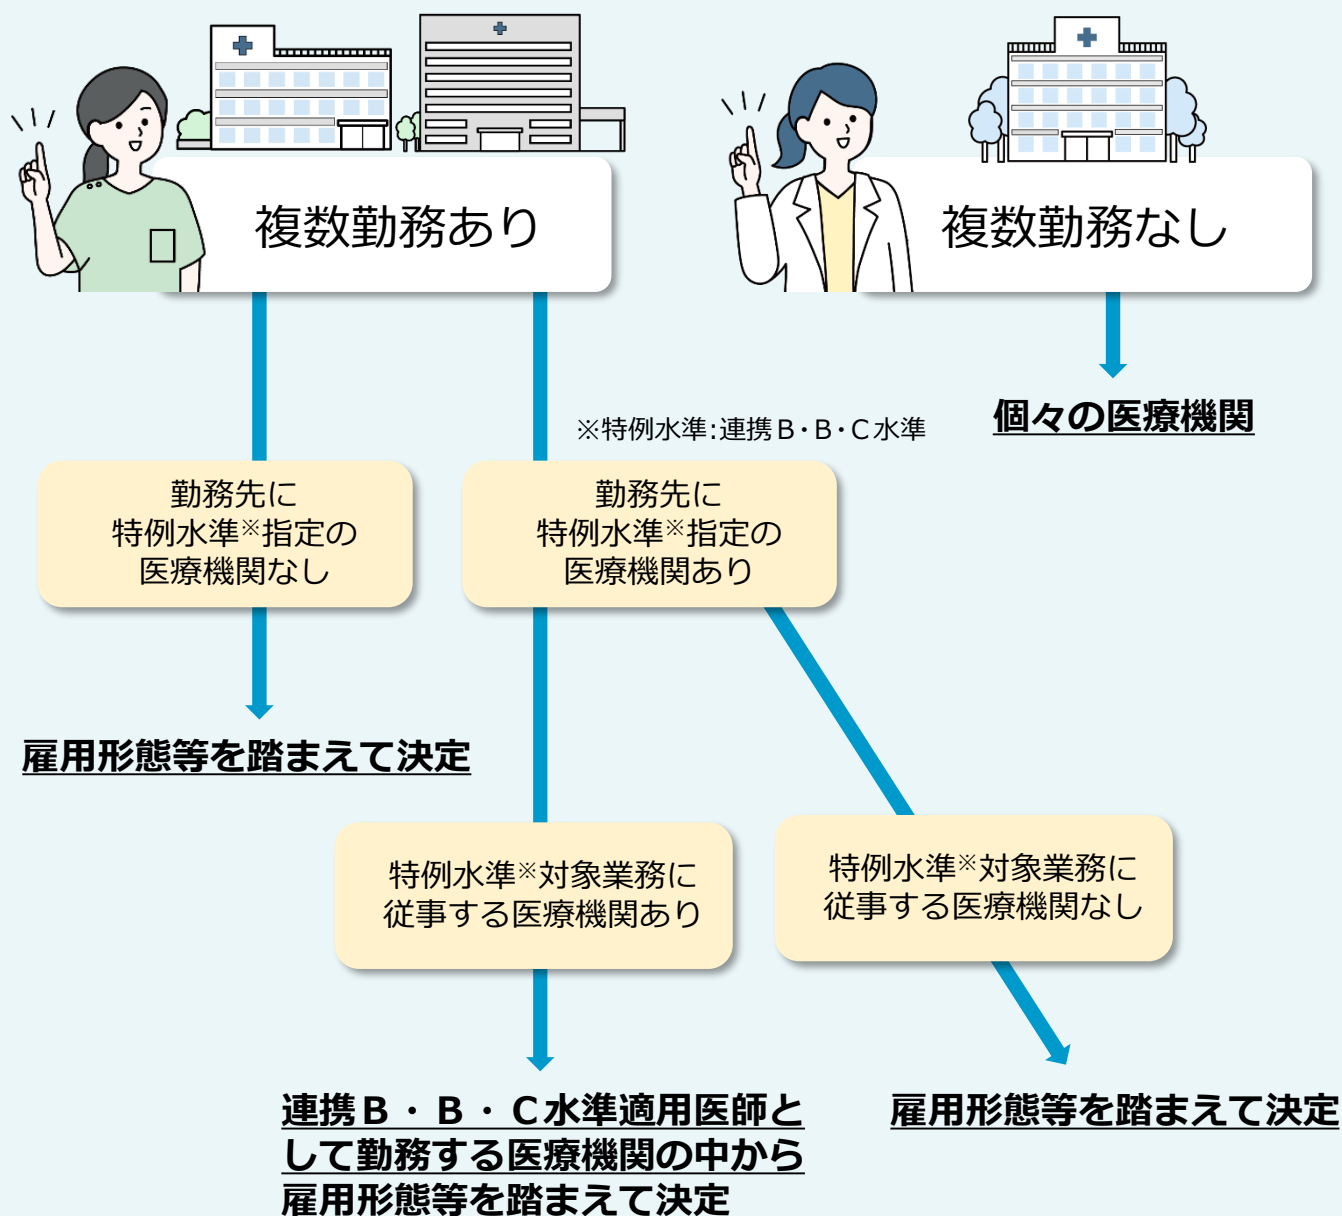 複数勤務あり
複数勤務なし
個々の医療機関
※特例水準:連携B・B・C水準
勤務先に
特例水準※指定の
医療機関なし
勤務先に
特例水準※指定の
医療機関あり
雇用形態等を踏まえて決定
特例水準※対象業務に
従事する医療機関あり
特例水準※対象業務に
従事する医療機関なし
連携B・B・C水準適用医師と
して勤務する医療機関の中から
雇用形態等を踏まえて決定
雇用形態等を踏まえて決定